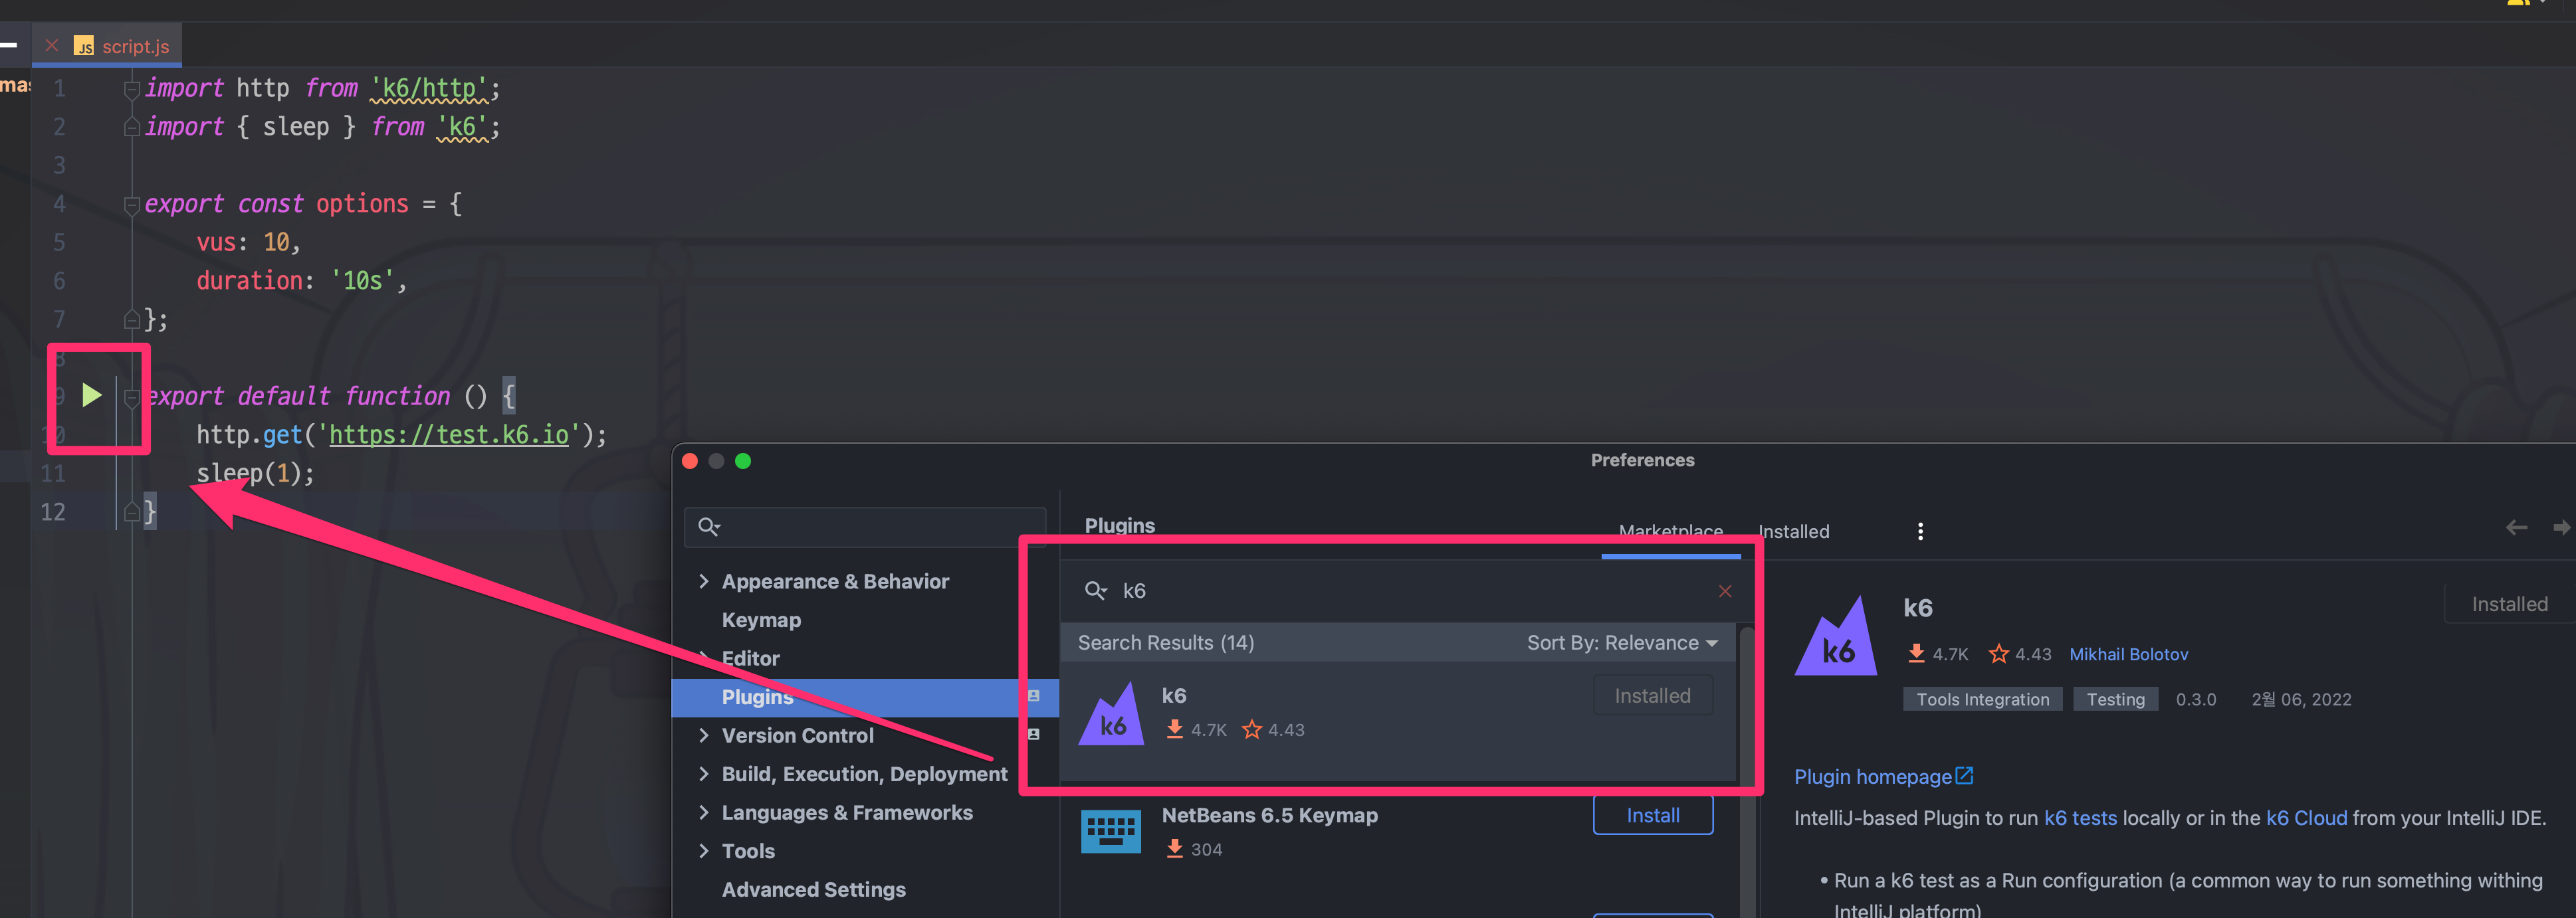 script.js
1 import http from 'k6/http';
2 import { sleep } from 'k6';
3
4 export const options = {
5 vus: 10,
6 duration: '10s',
7 };
8
9 export default function () {
10 http.get('https://test.k6.io');
11 sleep(1);
12 }
Preferences
Appearance & Behavior
Keymap
Editor
Plugins
Version Control
Build, Execution, Deployment
Languages & Frameworks
Tools
Advanced Settings
Plugins
Marketplace
Installed
k6
Search Results (14)
Sort By: Relevance
k6
4.7K 4.43
Installed
NetBeans 6.5 Keymap
304
Install
k6
k6
Installed
4.7K 4.43 Mikhail Bolotov
Tools Integration Testing 0.3.0 2월 06, 2022
Plugin homepage
IntelliJ-based Plugin to run k6 tests locally or in the k6 Cloud from your IntelliJ IDE.
• Run a k6 test as a Run configuration (a common way to run something withing
IntelliJ platform)